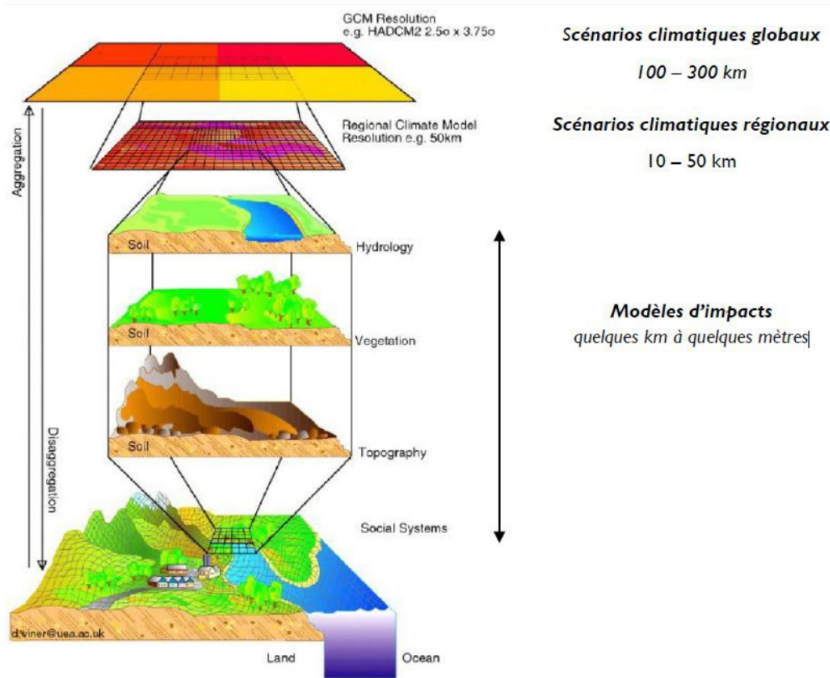 GCM Resolution
e.g. HADCM2 2.5o x 3.75o
Scénarios climatiques globaux
100 – 300 km
Regional Climate Model
Resolution e.g. 50km
Scénarios climatiques régionaux
10 – 50 km
Aggregation
Soil
Hydrology
Soil
Vegetation
Modèles d'impacts
quelques km à quelques mètres
Soil
Topography
Disaggregation
Social Systems
d.viner@uea.ac.uk
Land
Ocean